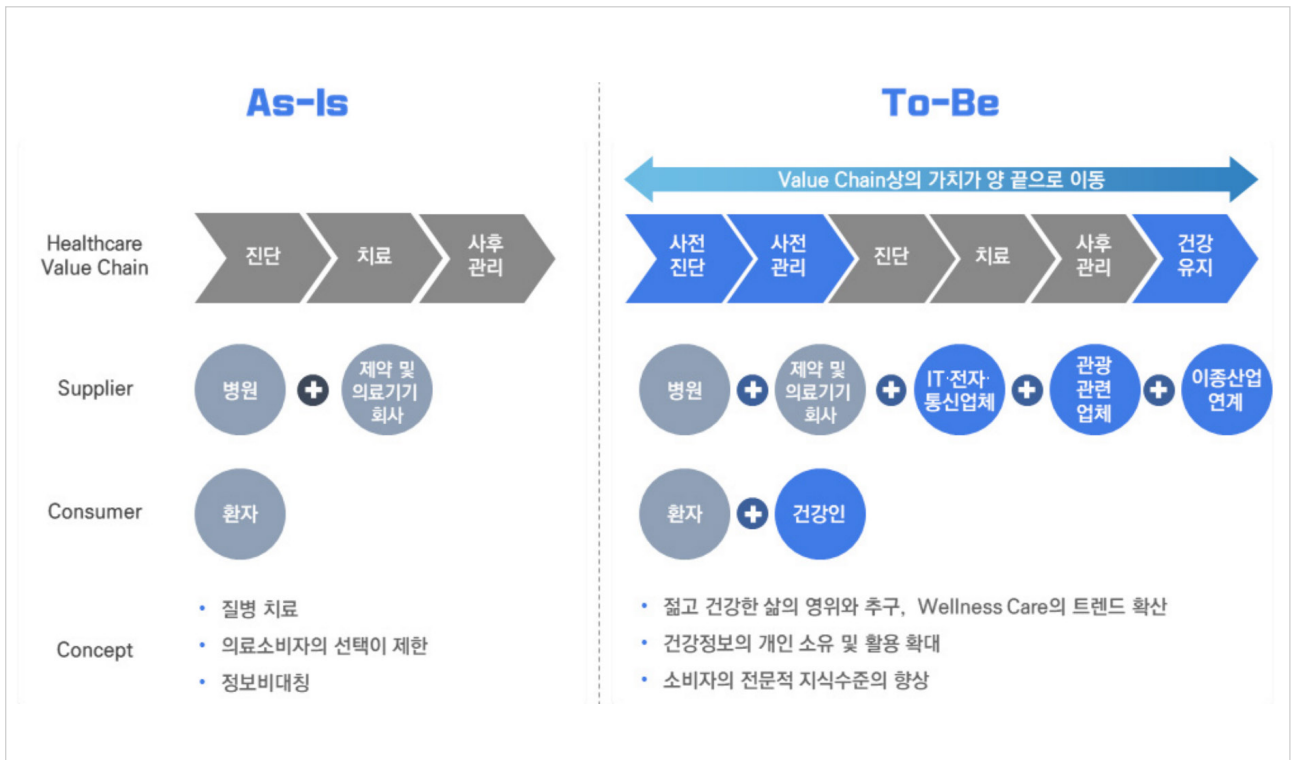 As-Is
To-Be
Value Chain상의 가치가 양 끝으로 이동
Healthcare
Value Chain
진단
치료
사후
관리
사전
진단
사전
관리
진단
치료
사후
관리
건강
유지
Supplier
병원
제약 및
의료기기
회사
병원
제약 및
의료기기
회사
IT·전자·
통신업체
관광
관련
업체
이종산업
연계
Consumer
환자
환자
건강인
Concept
• 질병 치료
• 의료소비자의 선택이 제한
• 정보비대칭
• 젊고 건강한 삶의 영위와 추구, Wellness Care의 트렌드 확산
• 건강정보의 개인 소유 및 활용 확대
• 소비자의 전문적 지식수준의 향상